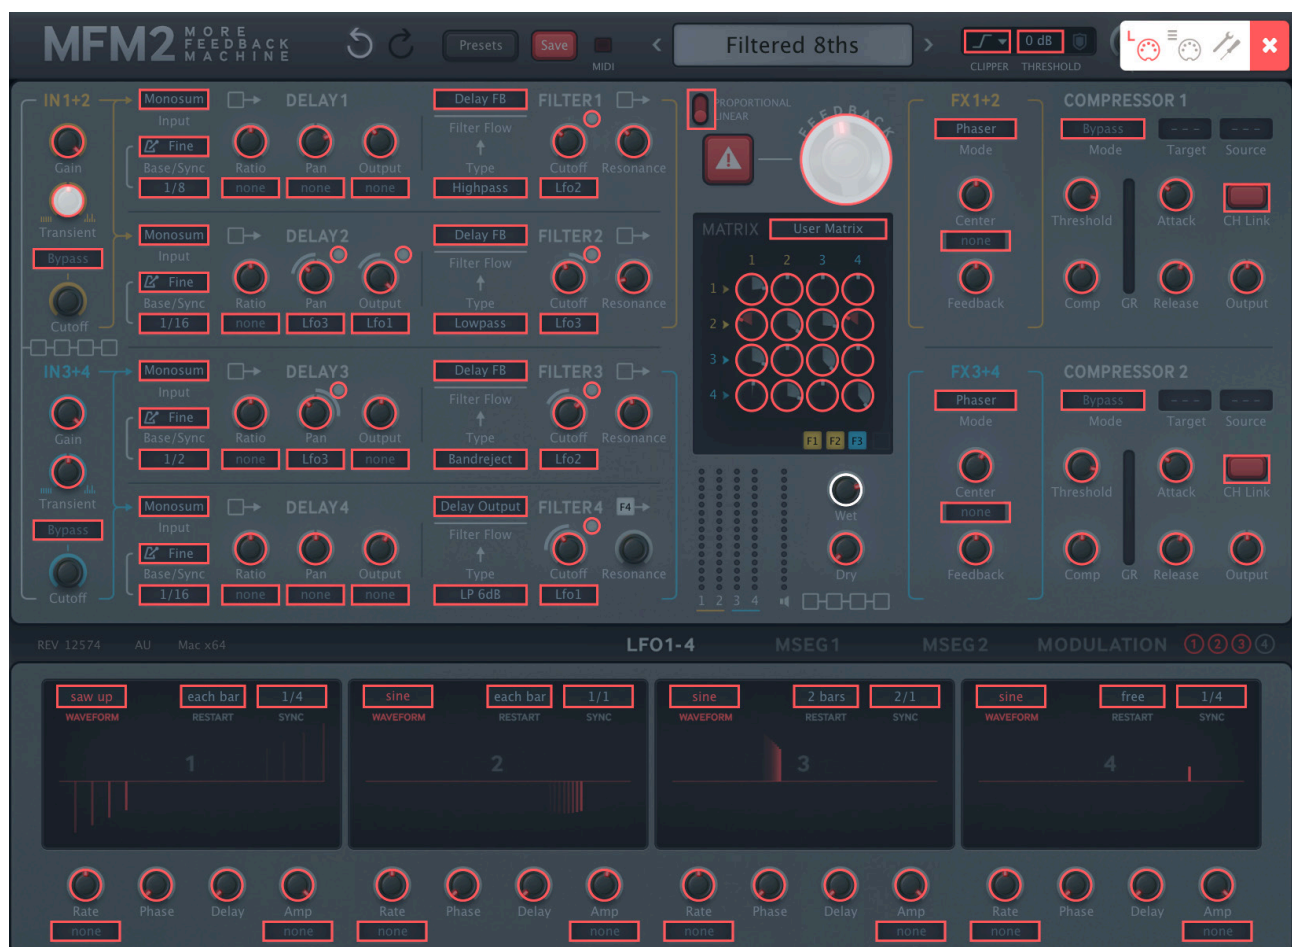 MFM2 MORE FEEDBACK MACHINE
Presets Save MIDI
Filtered 8ths
0 dB
CLIPPER THRESHOLD
L
IN1+2
Gain
Transient
Bypass
Cutoff
Monosum DELAY1 Delay FB FILTER1
Input Filter Flow
Fine
Base/Sync Ratio Pan Output Type Cutoff Resonance
1/8 none none none Highpass Lfo2
Monosum DELAY2 Delay FB FILTER2
Input Filter Flow
Fine
Base/Sync Ratio Pan Output Type Cutoff Resonance
1/16 none Lfo3 Lfo1 Lowpass Lfo3
IN3+4
Gain
Transient
Bypass
Cutoff
Monosum DELAY3 Delay FB FILTER3
Input Filter Flow
Fine
Base/Sync Ratio Pan Output Type Cutoff Resonance
1/2 none Lfo3 none Bandreject Lfo2
Monosum DELAY4 Delay Output FILTER4 F4
Input Filter Flow
Fine
Base/Sync Ratio Pan Output Type Cutoff Resonance
1/16 none none none LP 6dB Lfo1
PROPORTIONAL
LINEAR
FEEDBACK
MATRIX User Matrix
1 2 3 4
1
2
3
4
F1 F2 F3
Wet
Dry
1 2 3 4
FX1+2 COMPRESSOR 1
Phaser Bypass --- ---
Mode Mode Target Source
Center Threshold Attack CH Link
none
Feedback Comp GR Release Output
FX3+4 COMPRESSOR 2
Phaser Bypass --- ---
Mode Mode Target Source
Center Threshold Attack CH Link
none
Feedback Comp GR Release Output
REV 12574 AU Mac x64 LFO1-4 MSEG1 MSEG2 MODULATION 1 2 3 4
saw up each bar 1/4 sine each bar 1/1 sine 2 bars 2/1 sine free 1/4
WAVEFORM RESTART SYNC WAVEFORM RESTART SYNC WAVEFORM RESTART SYNC WAVEFORM RESTART SYNC
1 2 3 4
Rate Phase Delay Amp Rate Phase Delay Amp Rate Phase Delay Amp Rate Phase Delay Amp
none none none none none none none none